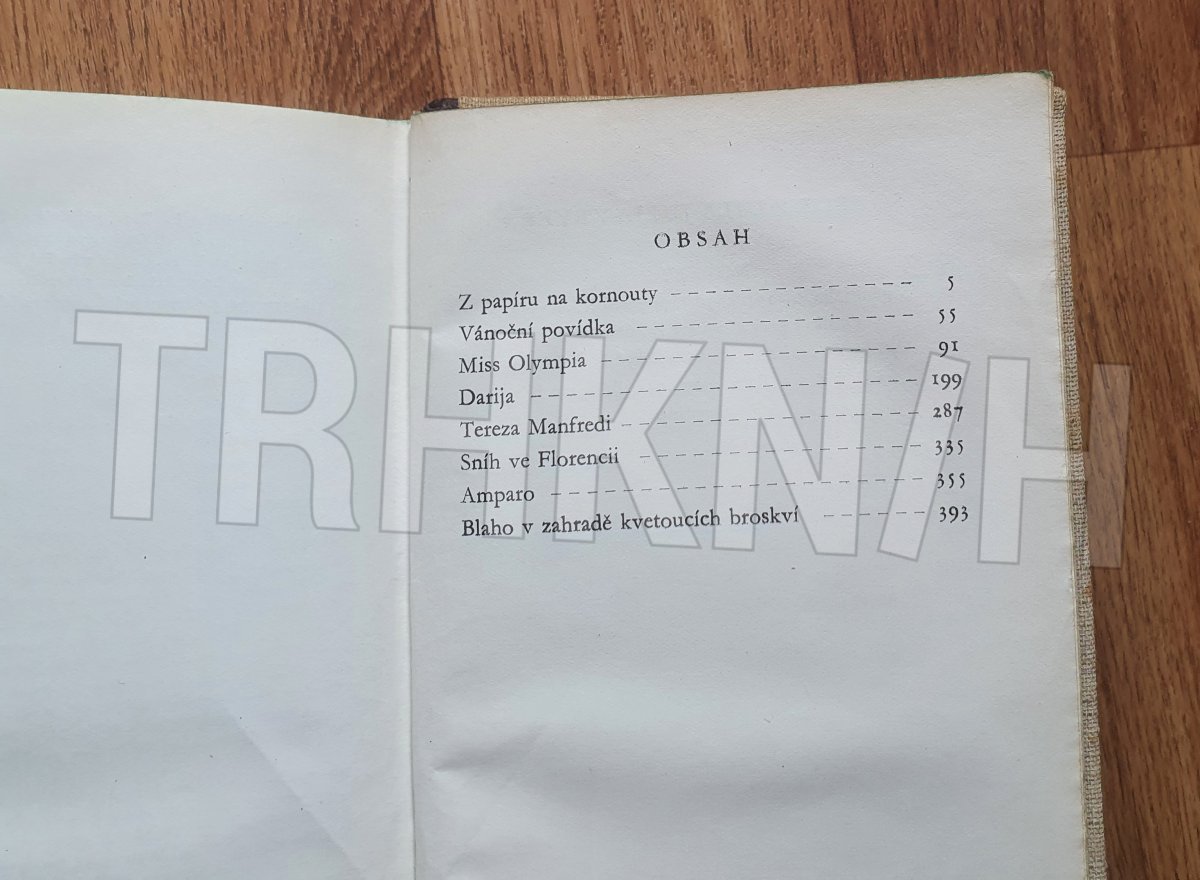 OBSAH
Z papíru na kornouty 5
Vánoční povídka 55
Miss Olympia 91
Darija 199
Tereza Manfredi 287
Sníh ve Florencii 335
Amparo 355
Blaho v zahradě kvetoucích broskví 393
TRHKNIH